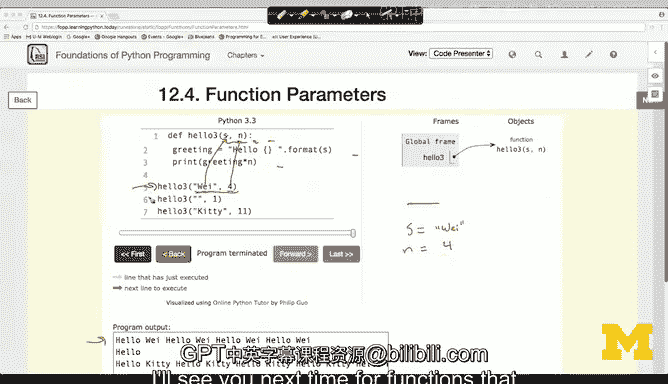 12.4. Function Parameters
Foundations of Python Programming
Chapters
View: Code Presenter
Back
12.4. Function Parameters
Python 3.3
1 def hello3(s, n):
2 greeting = "Hello {} ".format(s)
3 print(greeting*n)
4
5 hello3("Wei", 4)
6 hello3("", 1)
7 hello3("Kitty", 11)
Frames
Objects
Global frame
hello3
function
hello3(s, n)
s = "Wei"
n = 4
<< First
< Back
Program terminated
Forward >
Last >>
line that has just executed
next line to execute
Visualized using Online Python Tutor by Philip Guo
Program output:
Hello Wei Hello Wei Hello Wei Hello Wei
Hello
GPT中英字幕课程资源@bilibili.com
I'll see you next time for functions that
M